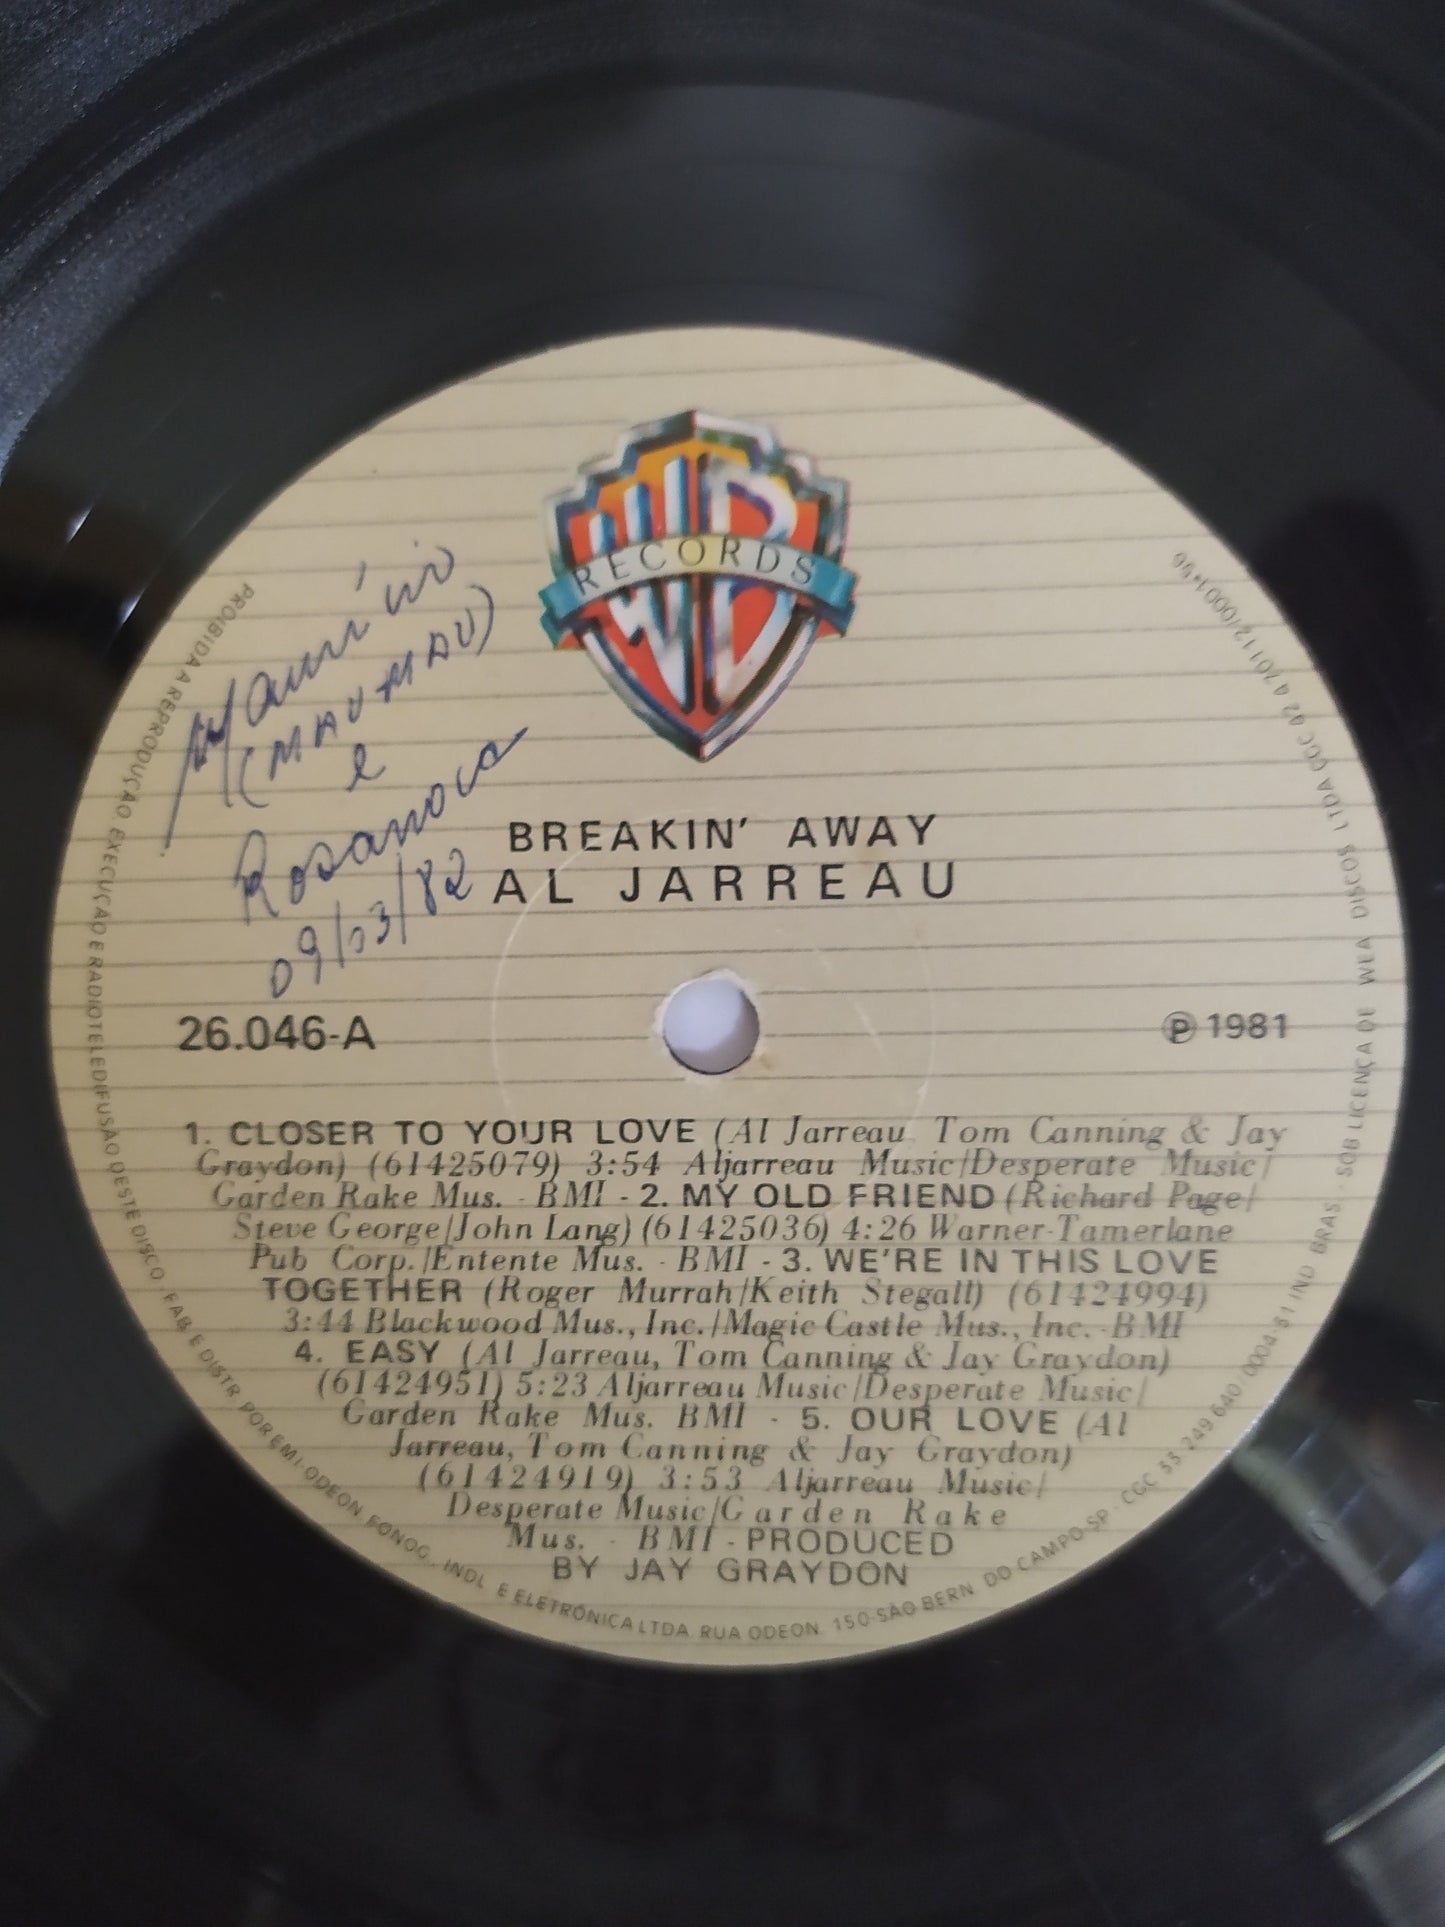 WB
RECORDS
Maurício
(MAUMAU)
e
Rosanoca
09/03/82
BREAKIN' AWAY
AL JARREAU
26.046-A
Ⓟ 1981
1. CLOSER TO YOUR LOVE (Al Jarreau Tom Canning & Jay
Graydon) (61425079) 3:54 Aljarreau Music/Desperate Music/
Garden Rake Mus. - BMI - 2. MY OLD FRIEND (Richard Page/
Steve George/John Lang) (61425036) 4:26 Warner-Tamerlane
Pub Corp./Entente Mus. - BMI - 3. WE'RE IN THIS LOVE
TOGETHER (Roger Murrah/Keith Stegall) (61424994)
3:44 Blackwood Mus., Inc./Magic Castle Mus., Inc. - BMI
4. EASY (Al Jarreau, Tom Canning & Jay Graydon)
(61424951) 5:23 Aljarreau Music/Desperate Music/
Garden Rake Mus. BMI - 5. OUR LOVE (Al
Jarreau, Tom Canning & Jay Graydon)
(61424919) 3:53 Aljarreau Music/
Desperate Music/Garden Rake
Mus. - BMI - PRODUCED
BY JAY GRAYDON
PROIBIDA A REPRODUÇÃO, EXECUÇÃO E RADIOTELEDIFUSÃO DESTE DISCO - FAB. E DISTR. POR EMI-ODEON FONOG., INDL. E ELETRÔNICA LTDA. RUA ODEON. 150-SÃO BERN. DO CAMPO-SP - CGC 33.249.640/0004-81 IND. BRAS. - SOB LICENÇA DE WEA DISCOS LTDA CGC 42.470.112/0001-56